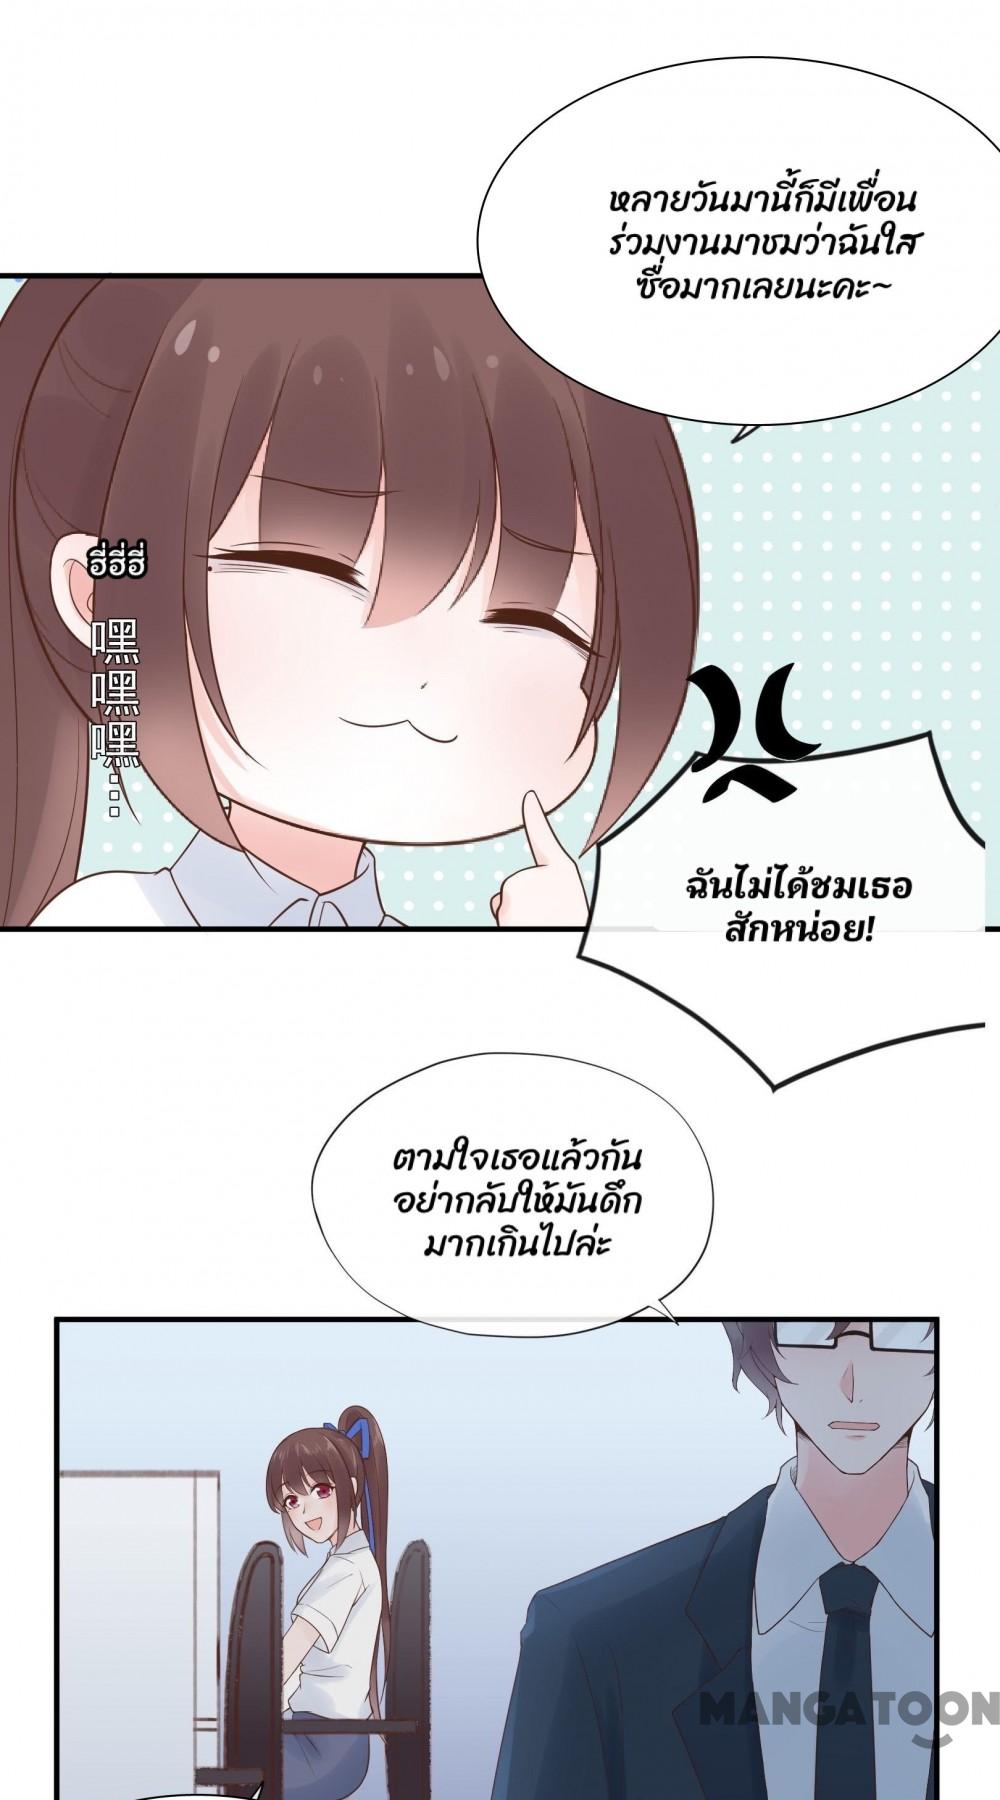 หลายวันมานี้ก็มีเพื่อน
ร่วมงานมาชมว่าฉันใส
ซื่อมากเลยนะคะ~
ฮี่ฮี่ฮี่
嘿嘿嘿…
ฉันไม่ได้ชมเธอ
สักหน่อย!
ตามใจเธอแล้วกัน
อย่ากลับให้มันดึก
มากเกินไปล่ะ
MANGATOON